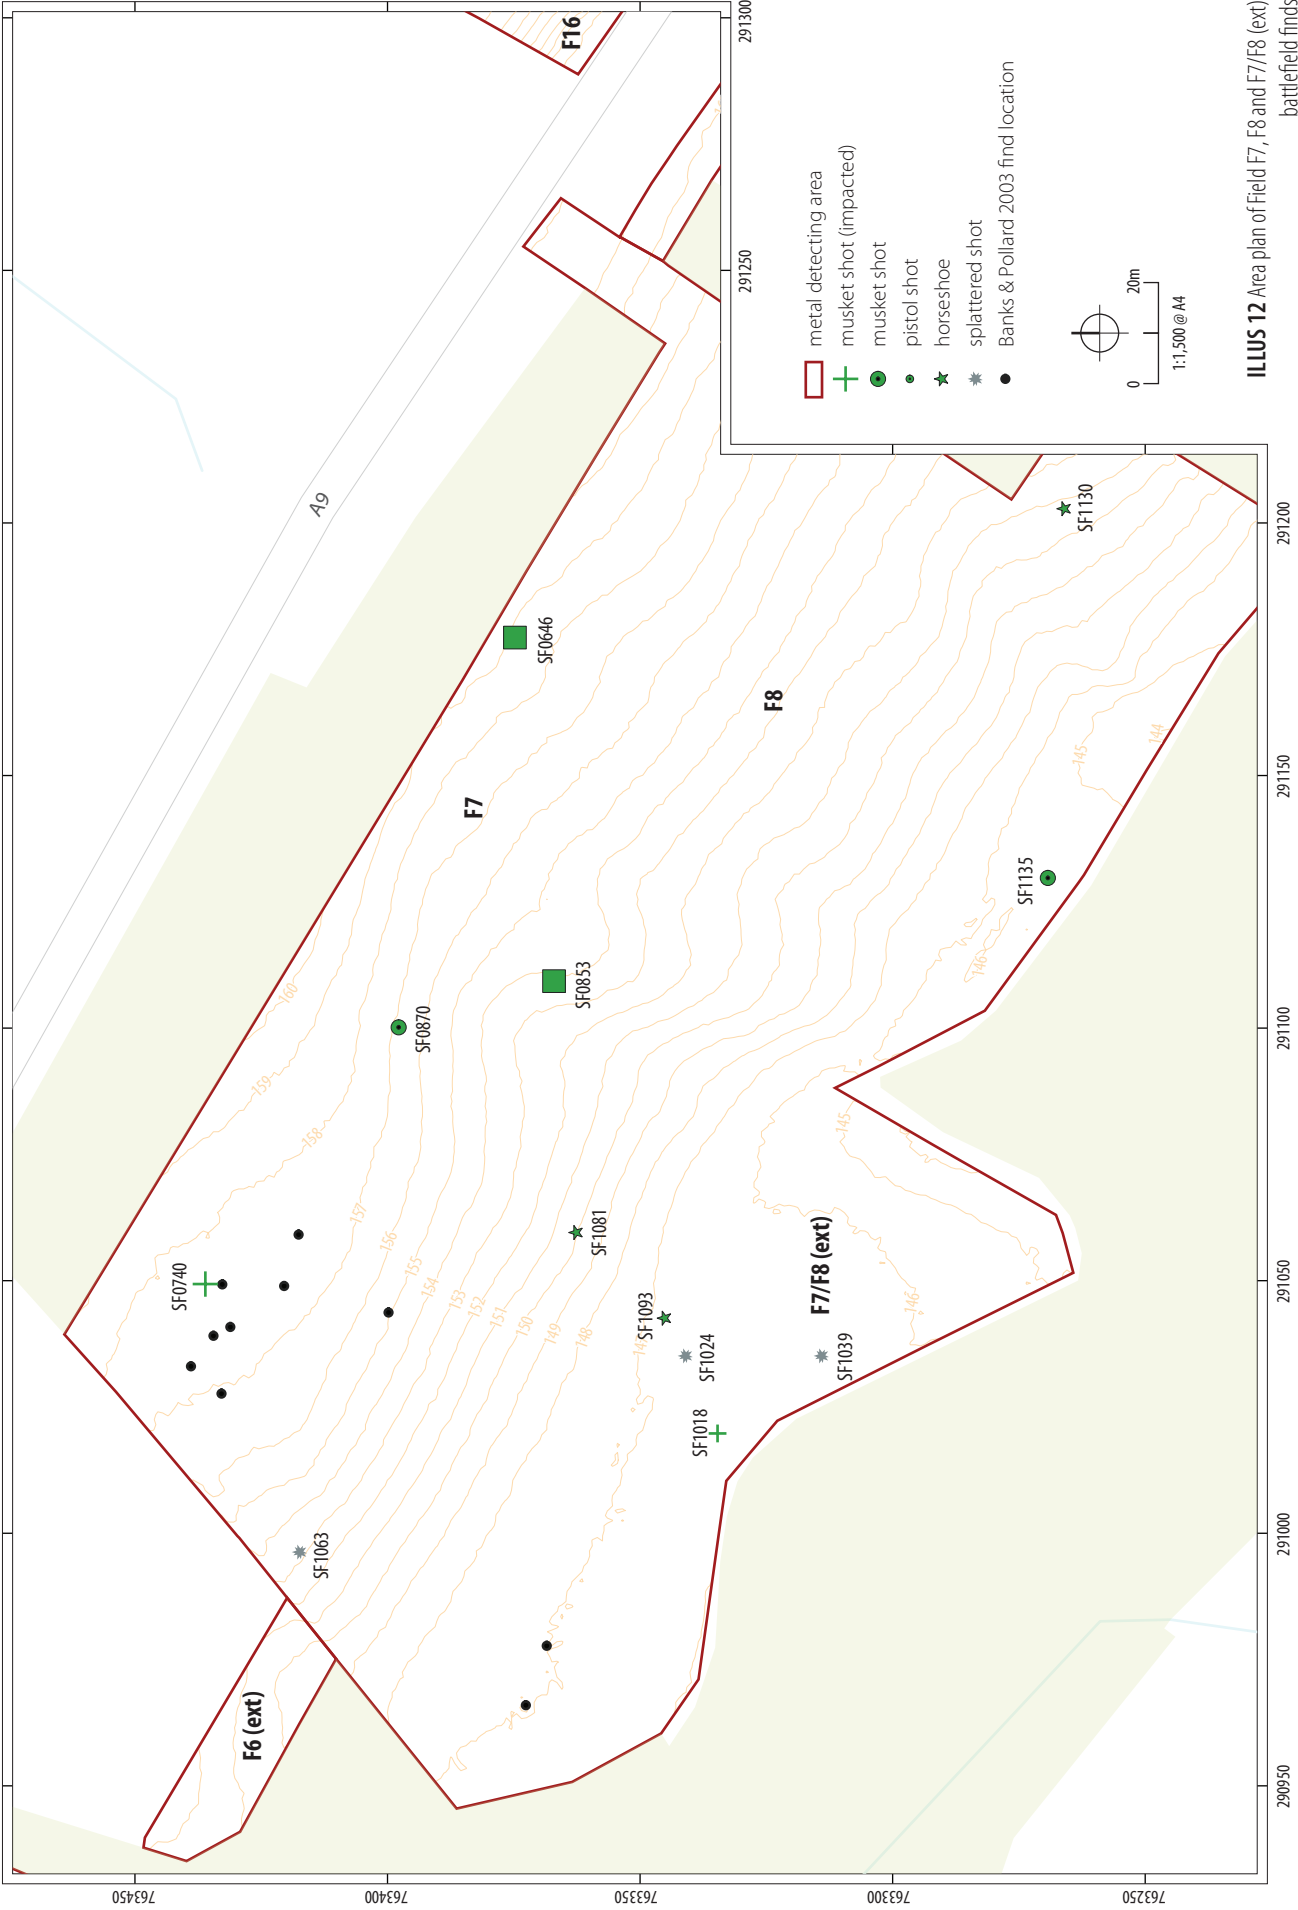 763450
763400
763350
763300
763250
290950
291000
291050
291100
291150
291200
291250
291300
A9
F16
F7
F8
F7/F8 (ext)
F6 (ext)
SF0740
SF0646
SF0870
SF0853
SF1081
SF1093
SF1024
SF1039
SF1018
SF1063
SF1135
SF1130
160
159
158
157
156
155
154
153
152
151
150
149
148
146
145
146
145
144
metal detecting area
musket shot (impacted)
musket shot
pistol shot
horseshoe
splattered shot
Banks & Pollard 2003 find location
0 20m
1:1,500 @ A4
ILLUS 12 Area plan of Field F7, F8 and F7/F8 (ext)
battlefield finds